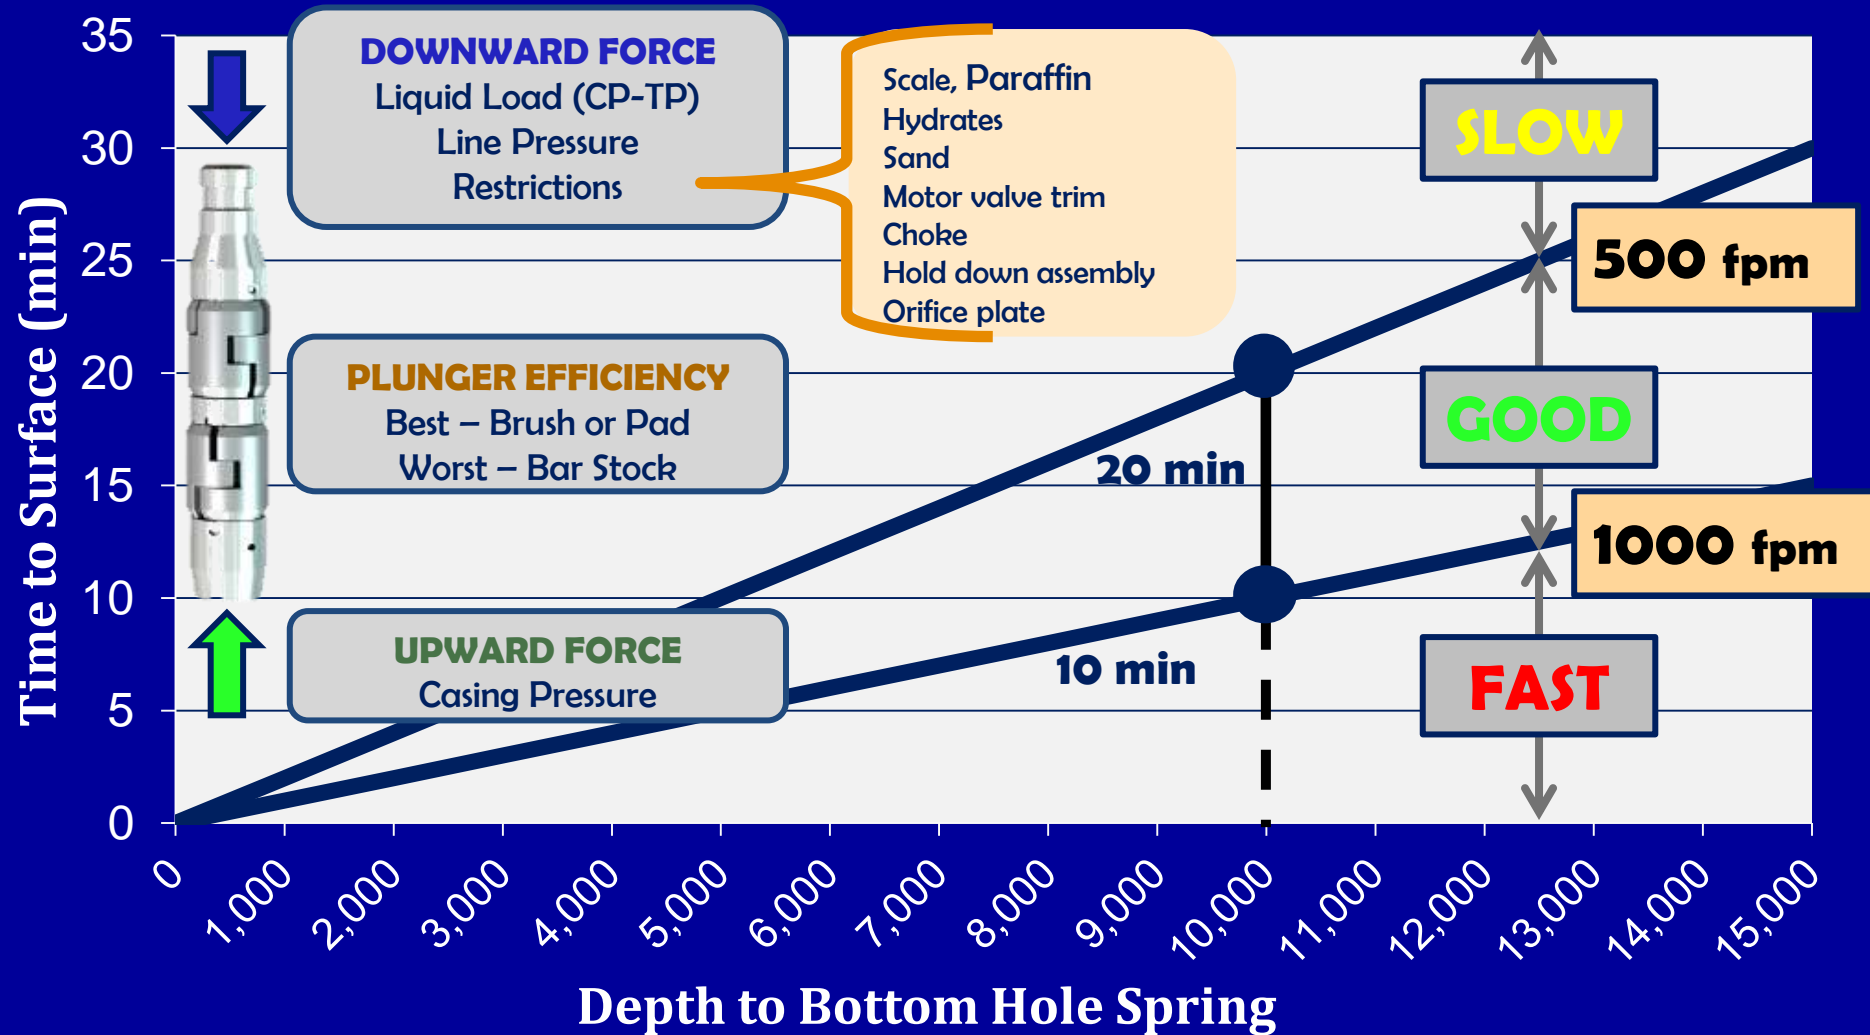 35
30
25
20
15
10
5
0
Time to Surface (min)
DOWNWARD FORCE
Liquid Load (CP-TP)
Line Pressure
Restrictions
Scale, Paraffin
Hydrates
Sand
Motor valve trim
Choke
Hold down assembly
Orifice plate
PLUNGER EFFICIENCY
Best – Brush or Pad
Worst – Bar Stock
UPWARD FORCE
Casing Pressure
20 min
10 min
SLOW
500 fpm
GOOD
1000 fpm
FAST
0
1,000
2,000
3,000
4,000
5,000
6,000
7,000
8,000
9,000
10,000
11,000
12,000
13,000
14,000
15,000
Depth to Bottom Hole Spring